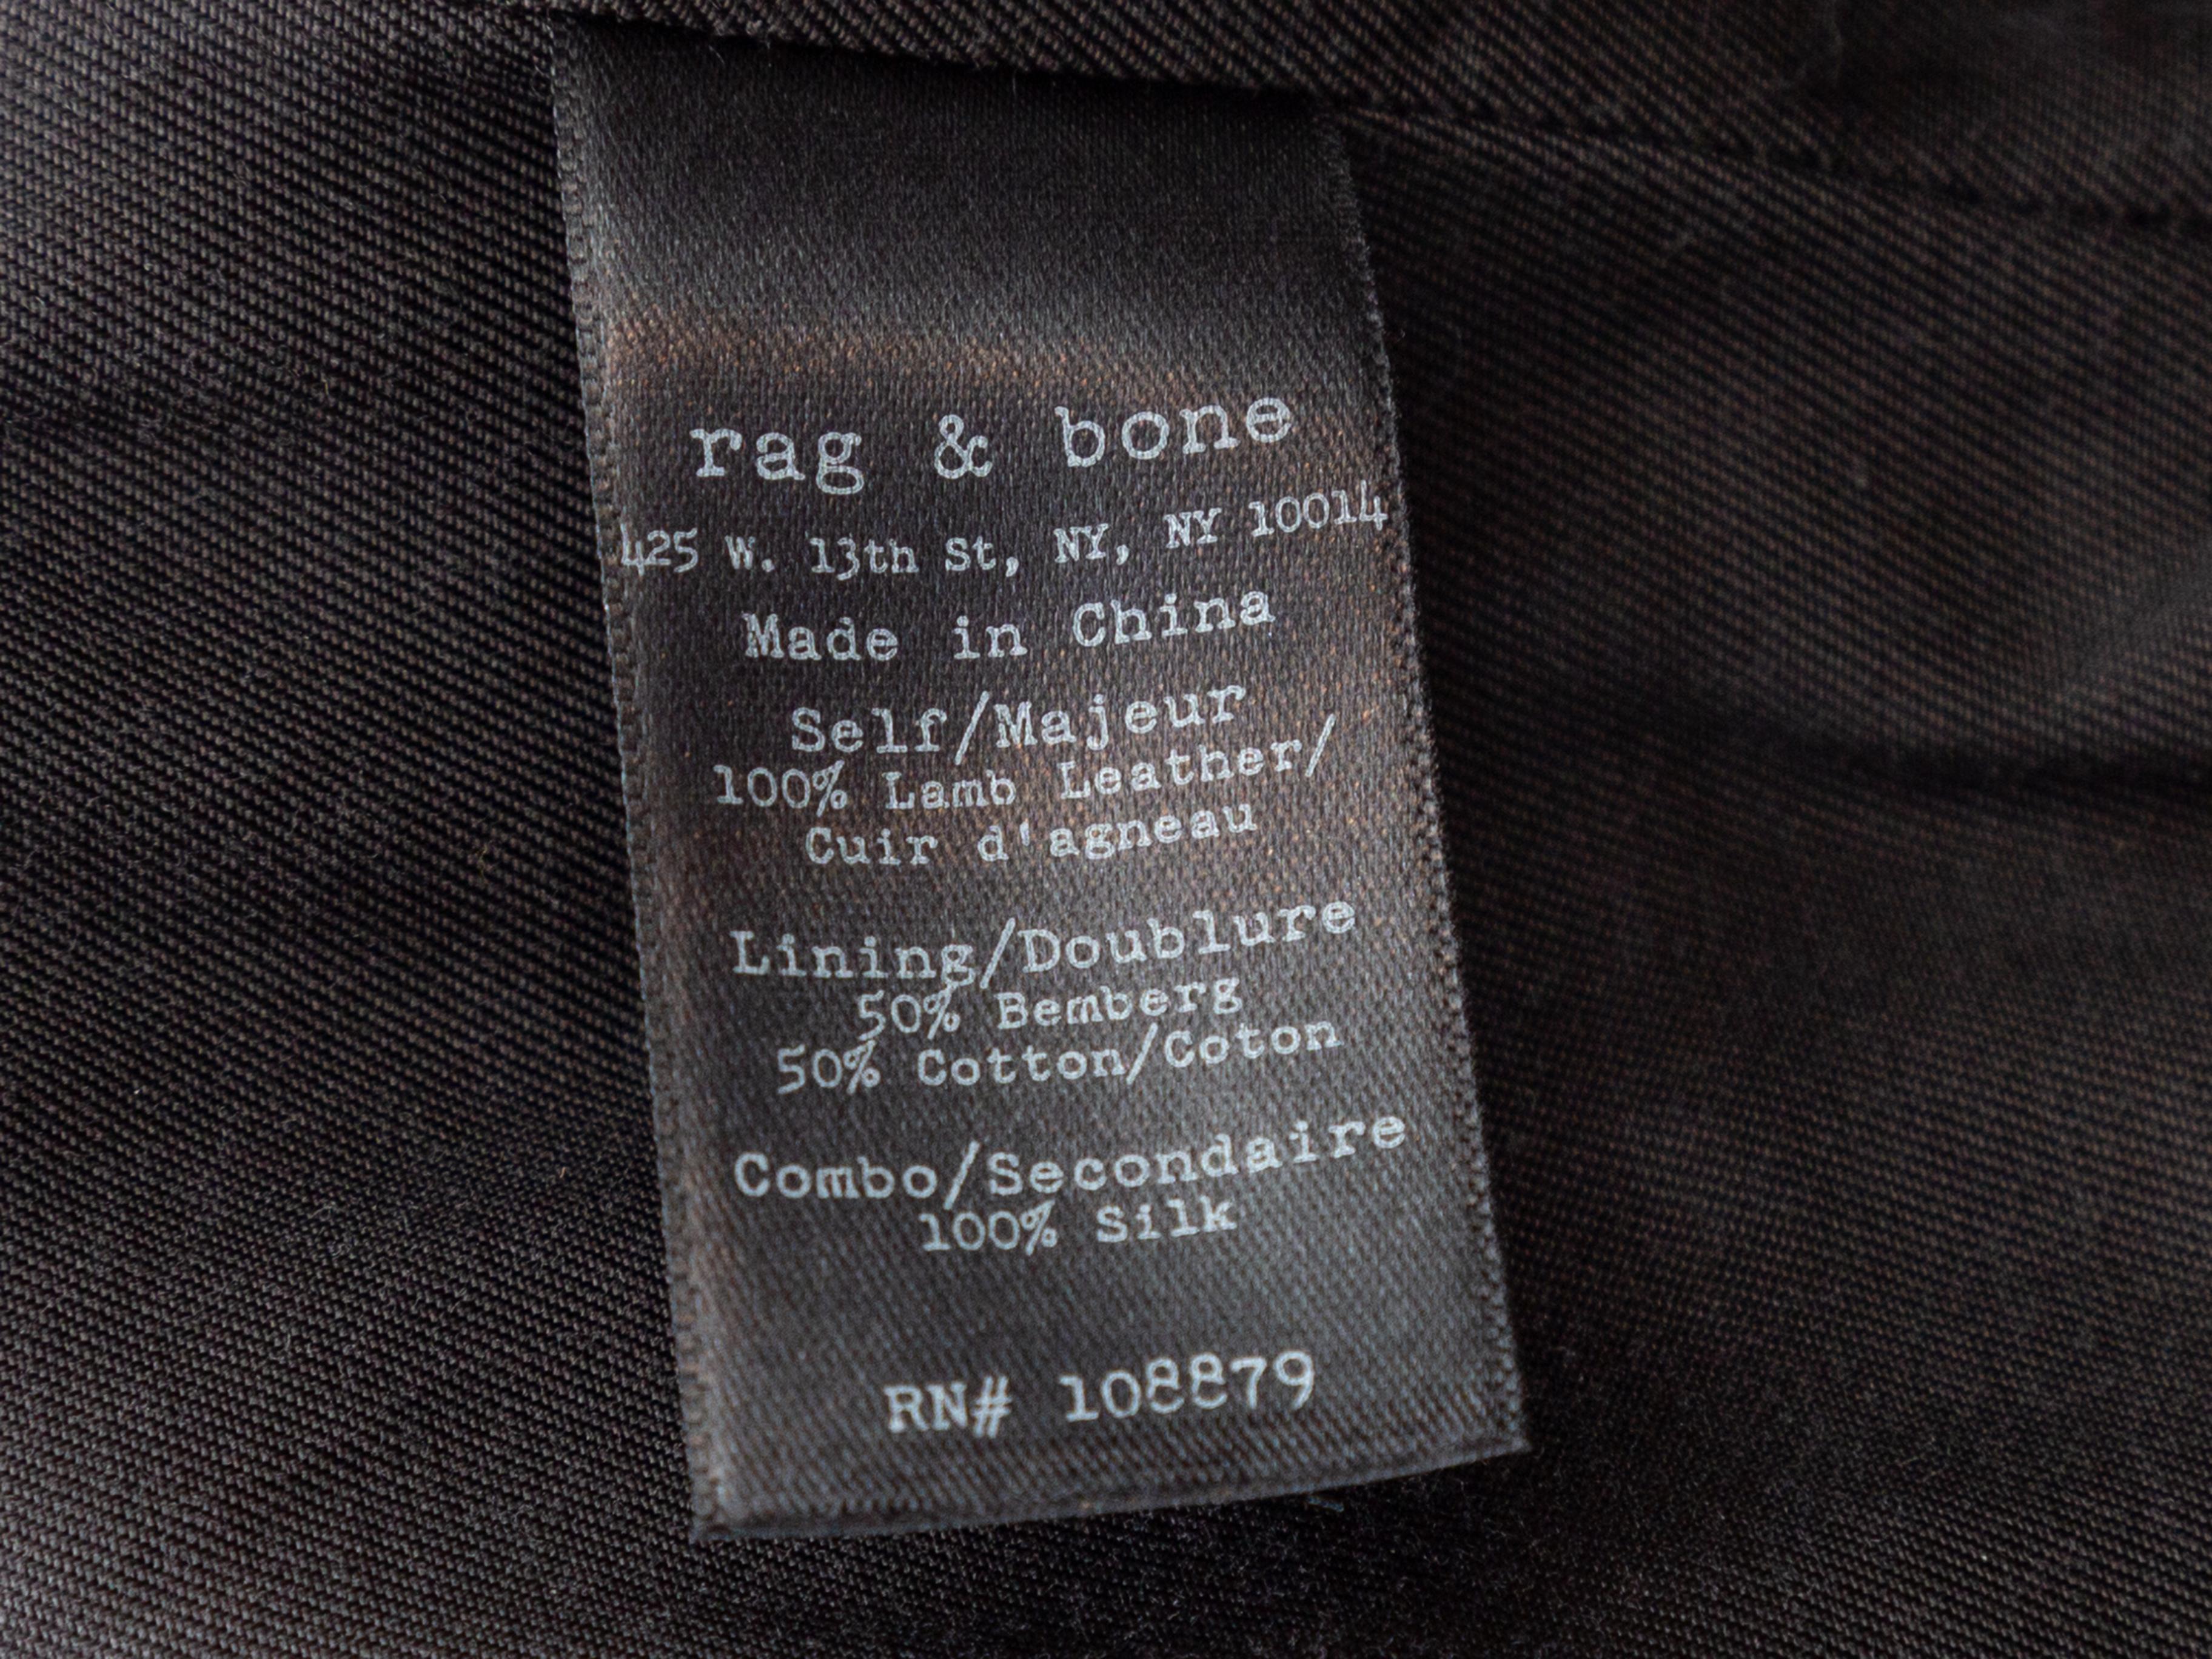 rag & bone
425 W. 13th St, NY, NY 10014
Made in China
Self/Majeur
100% Lamb Leather/
Cuir d'agneau
Lining/Doublure
50% Bemberg
50% Cotton/Coton
Combo/Secondaire
100% Silk
RN# 108879